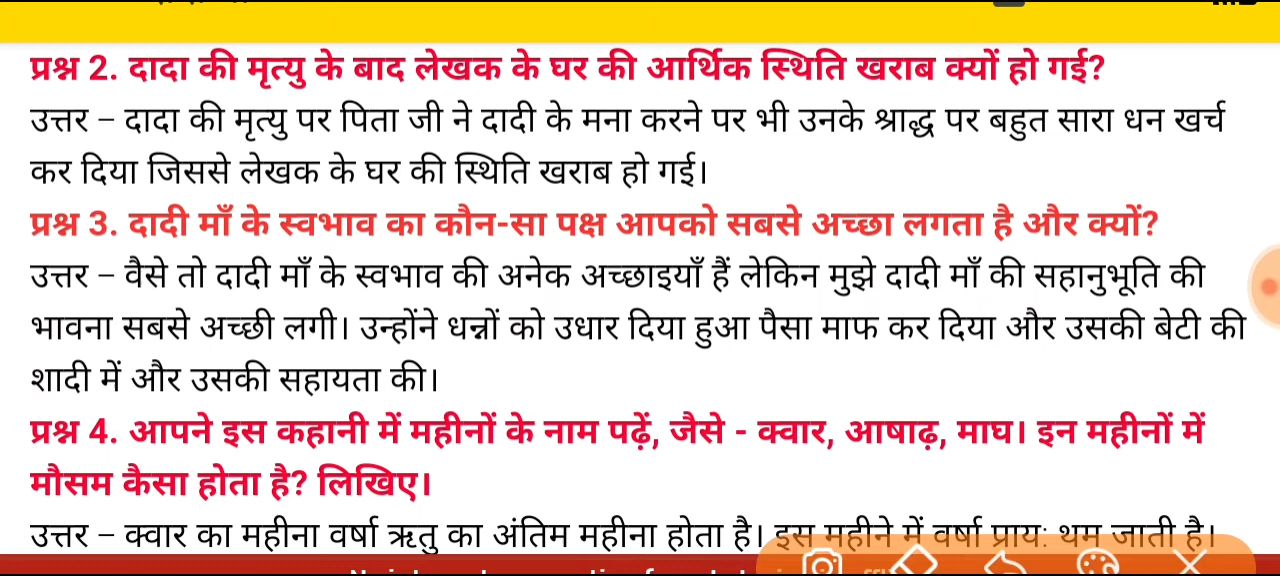 प्रश्न 2. दादा की मृत्यु के बाद लेखक के घर की आर्थिक स्थिति खराब क्यों हो गई?
उत्तर – दादा की मृत्यु पर पिता जी ने दादी के मना करने पर भी उनके श्राद्ध पर बहुत सारा धन खर्च
कर दिया जिससे लेखक के घर की स्थिति खराब हो गई।
प्रश्न 3. दादी माँ के स्वभाव का कौन-सा पक्ष आपको सबसे अच्छा लगता है और क्यों?
उत्तर – वैसे तो दादी माँ के स्वभाव की अनेक अच्छाइयाँ हैं लेकिन मुझे दादी माँ की सहानुभूति की
भावना सबसे अच्छी लगी। उन्होंने धन्नों को उधार दिया हुआ पैसा माफ कर दिया और उसकी बेटी की
शादी में और उसकी सहायता की।
प्रश्न 4. आपने इस कहानी में महीनों के नाम पढ़ें, जैसे - क्वार, आषाढ़, माघ। इन महीनों में
मौसम कैसा होता है? लिखिए।
उत्तर – क्वार का महीना वर्षा ऋतु का अंतिम महीना होता है। इस महीने में वर्षा प्रायः थम जाती है।